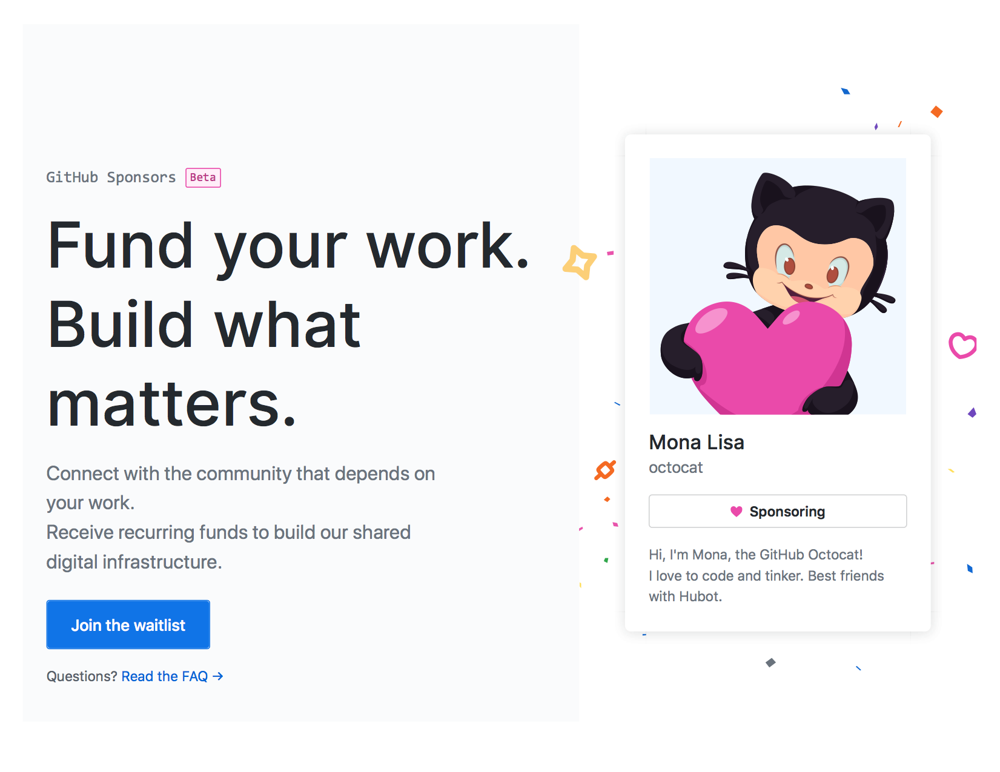 GitHub Sponsors Beta
Fund your work.
Build what
matters.
Connect with the community that depends on
your work.
Receive recurring funds to build our shared
digital infrastructure.
Join the waitlist
Questions? Read the FAQ →
Mona Lisa
octocat
Sponsoring
Hi, I'm Mona, the GitHub Octocat!
I love to code and tinker. Best friends
with Hubot.